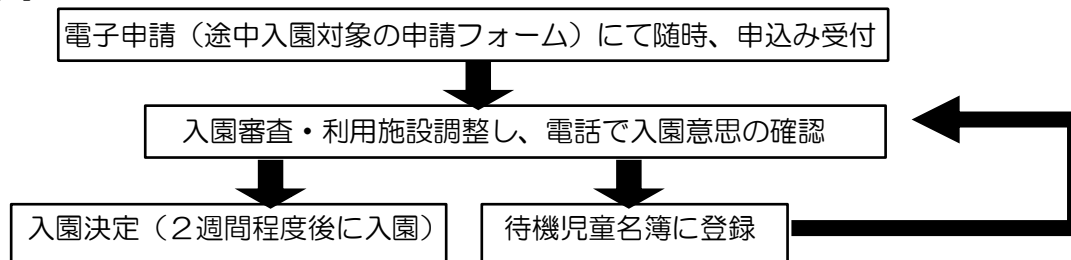 電子申請（途中入園対象の申請フォーム）にて随時、申込み受付
入園審査・利用施設調整し、電話で入園意思の確認
入園決定（２週間程度後に入園）
待機児童名簿に登録